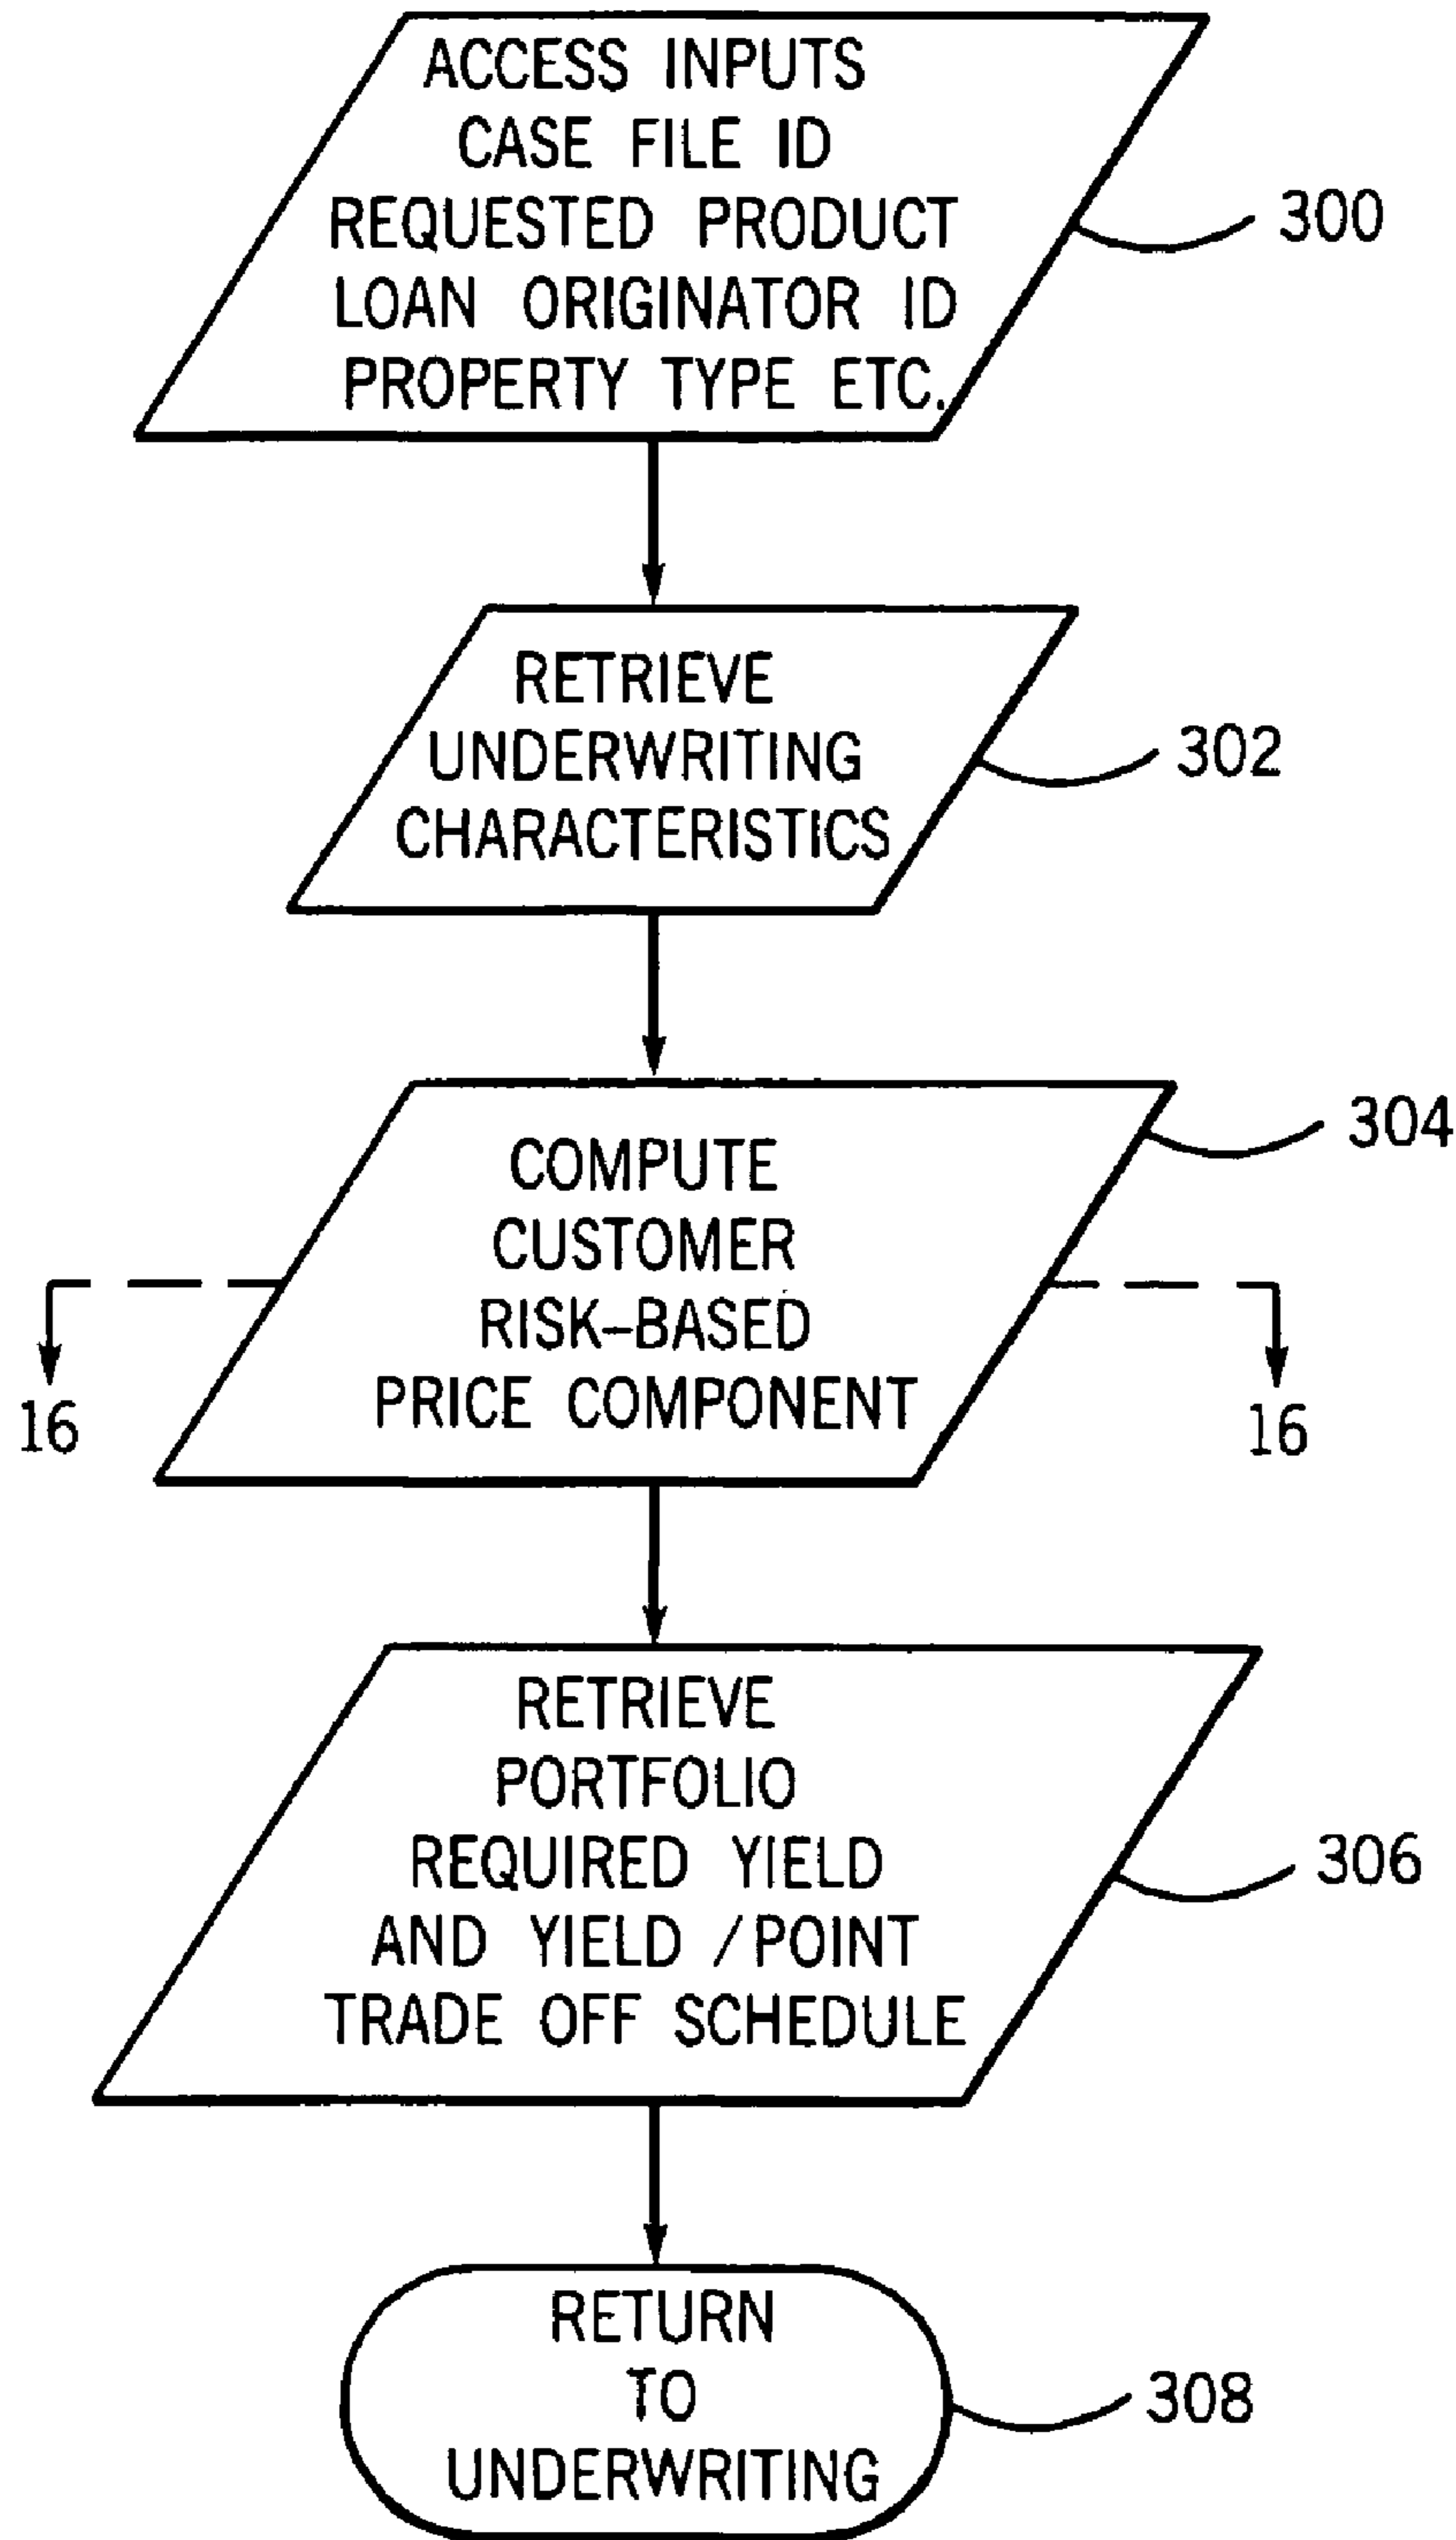 ACCESS INPUTS
CASE FILE ID
REQUESTED PRODUCT
LOAN ORIGINATOR ID
PROPERTY TYPE ETC.
300
RETRIEVE
UNDERWRITING
CHARACTERISTICS
302
COMPUTE
CUSTOMER
RISK-BASED
PRICE COMPONENT
304
16
16
RETRIEVE
PORTFOLIO
REQUIRED YIELD
AND YIELD /POINT
TRADE OFF SCHEDULE
306
RETURN
TO
UNDERWRITING
308